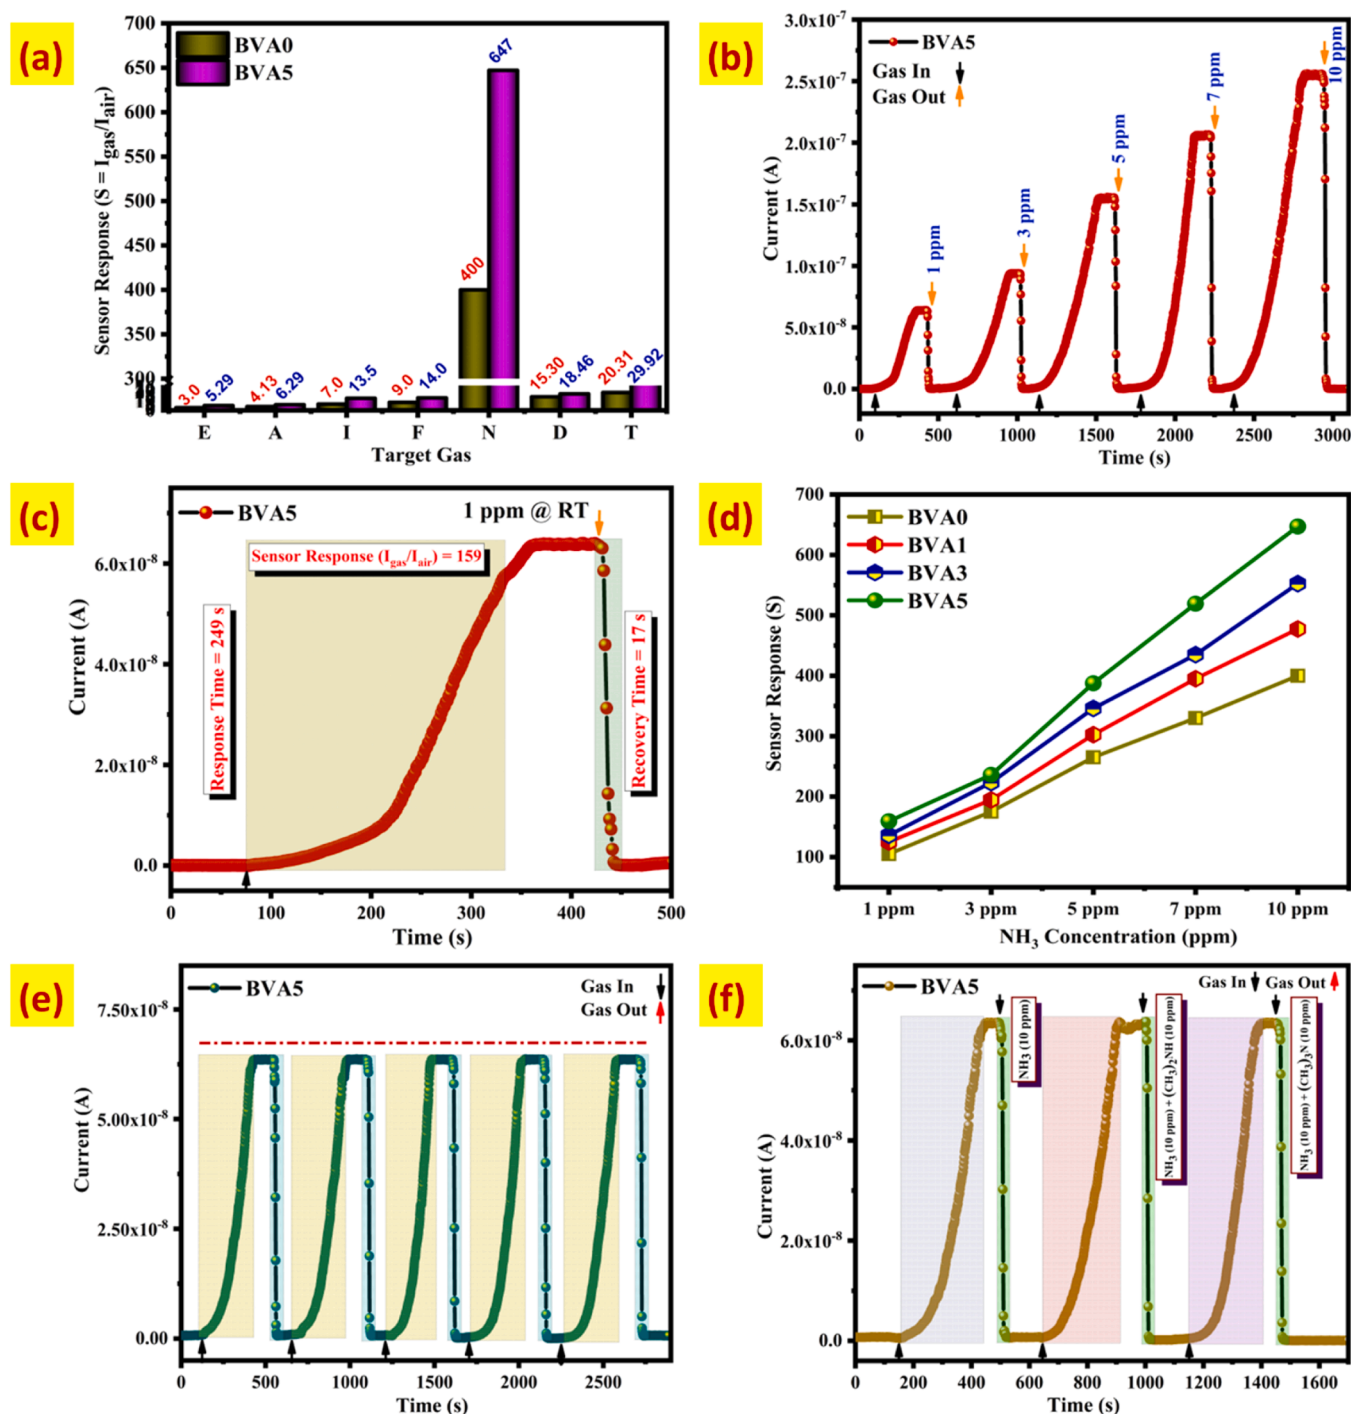 (a)
BVA0
BVA5
Sensor Response (S = I_gas/I_air)
700
650
600
550
500
450
400
350
300
3.0
5.29
4.13
6.29
7.0
13.5
9.0
14.0
400
647
15.30
18.46
20.31
29.92
E A I F N D T
Target Gas
(b)
BVA5
Gas In
Gas Out
1 ppm
3 ppm
5 ppm
7 ppm
10 ppm
Current (A)
3.0x10⁻⁷
2.5x10⁻⁷
2.0x10⁻⁷
1.5x10⁻⁷
1.0x10⁻⁷
5.0x10⁻⁸
0.0
0 500 1000 1500 2000 2500 3000
Time (s)
(c)
BVA5
1 ppm @ RT
Sensor Response (I_gas/I_air) = 159
Response Time = 249 s
Recovery Time = 17 s
Current (A)
6.0x10⁻⁸
4.0x10⁻⁸
2.0x10⁻⁸
0.0
0 100 200 300 400 500
Time (s)
(d)
BVA0
BVA1
BVA3
BVA5
Sensor Response (S)
700
600
500
400
300
200
100
1 ppm 3 ppm 5 ppm 7 ppm 10 ppm
NH₃ Concentration (ppm)
(e)
BVA5
Gas In
Gas Out
Current (A)
7.50x10⁻⁸
5.00x10⁻⁸
2.50x10⁻⁸
0.00
0 500 1000 1500 2000 2500
Time (s)
(f)
BVA5
Gas In Gas Out
NH₃ (10 ppm)
NH₃ (10 ppm) + (CH₃)₂NH (10 ppm)
NH₃ (10 ppm) + (CH₃)₃N (10 ppm)
Current (A)
6.0x10⁻⁸
4.0x10⁻⁸
2.0x10⁻⁸
0.0
0 200 400 600 800 1000 1200 1400 1600
Time (s)